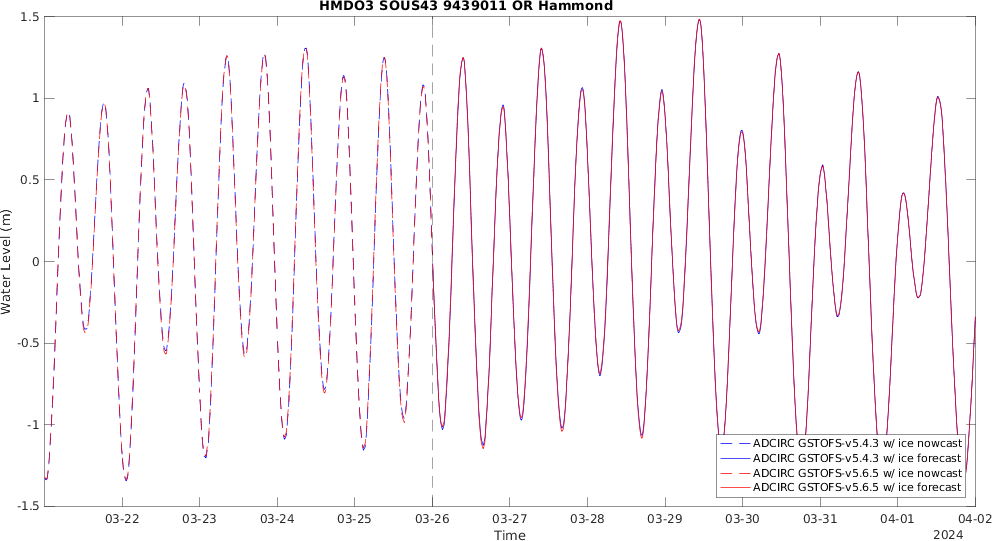 HMDO3 SOUS43 9439011 OR Hammond
1.5
1
0.5
0
-0.5
-1
-1.5
Water Level (m)
ADCIRC GSTOFS-v5.4.3 w/ ice nowcast
ADCIRC GSTOFS-v5.4.3 w/ ice forecast
ADCIRC GSTOFS-v5.6.5 w/ ice nowcast
ADCIRC GSTOFS-v5.6.5 w/ ice forecast
03-22 03-23 03-24 03-25 03-26 03-27 03-28 03-29 03-30 03-31 04-01 04-02
Time
2024